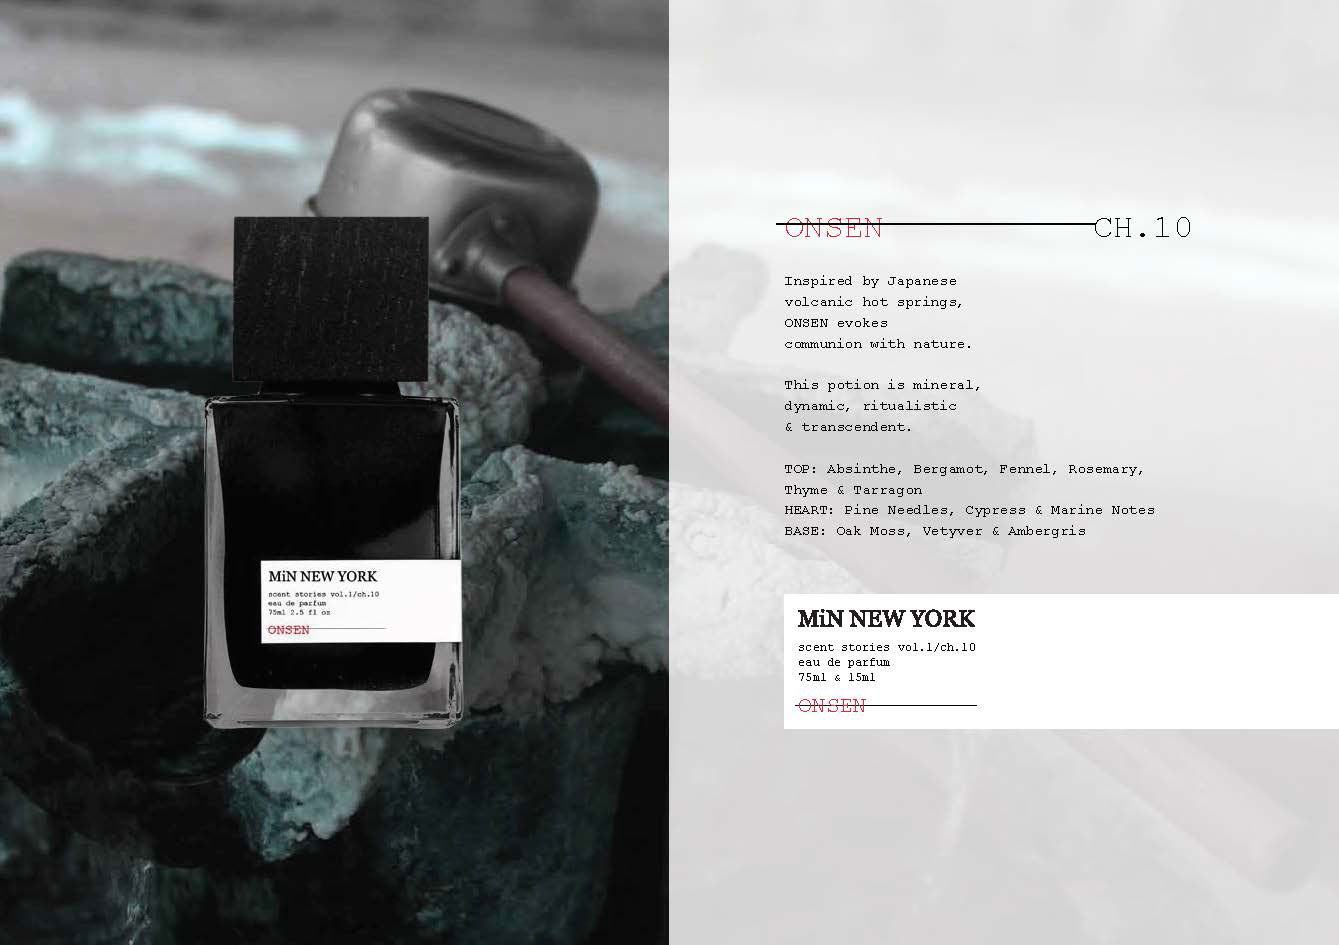 MiN NEW YORK
scent stories vol.1/ch.10
eau de parfum
75ml 2.5 fl oz
ONSEN
ONSEN CH.10
Inspired by Japanese
volcanic hot springs,
ONSEN evokes
communion with nature.
This potion is mineral,
dynamic, ritualistic
& transcendent.
TOP: Absinthe, Bergamot, Fennel, Rosemary,
Thyme & Tarragon
HEART: Pine Needles, Cypress & Marine Notes
BASE: Oak Moss, Vetyver & Ambergris
MiN NEW YORK
scent stories vol.1/ch.10
eau de parfum
75ml & 15ml
ONSEN